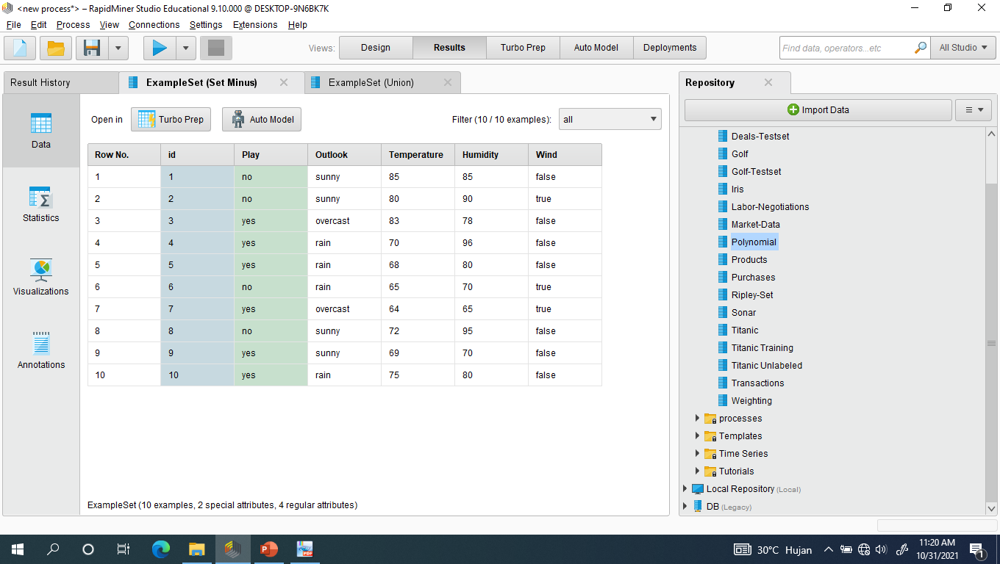 <new process*> – RapidMiner Studio Educational 9.10.000 @ DESKTOP-9N6BK7K
File Edit Process View Connections Settings Extensions Help
Views: Design Results Turbo Prep Auto Model Deployments Find data, operators...etc All Studio
Result History ExampleSet (Set Minus) ExampleSet (Union)
Data
Statistics
Visualizations
Annotations
Open in Turbo Prep Auto Model Filter (10 / 10 examples): all
Row No. id Play Outlook Temperature Humidity Wind
1 1 no sunny 85 85 false
2 2 no sunny 80 90 true
3 3 yes overcast 83 78 false
4 4 yes rain 70 96 false
5 5 yes rain 68 80 false
6 6 no rain 65 70 true
7 7 yes overcast 64 65 true
8 8 no sunny 72 95 false
9 9 yes sunny 69 70 false
10 10 yes rain 75 80 false
ExampleSet (10 examples, 2 special attributes, 4 regular attributes)
Repository
Import Data
Deals-Testset
Golf
Golf-Testset
Iris
Labor-Negotiations
Market-Data
Polynomial
Products
Purchases
Ripley-Set
Sonar
Titanic
Titanic Training
Titanic Unlabeled
Transactions
Weighting
processes
Templates
Time Series
Tutorials
Local Repository (Local)
DB (Legacy)
30°C Hujan
11:20 AM
10/31/2021
1